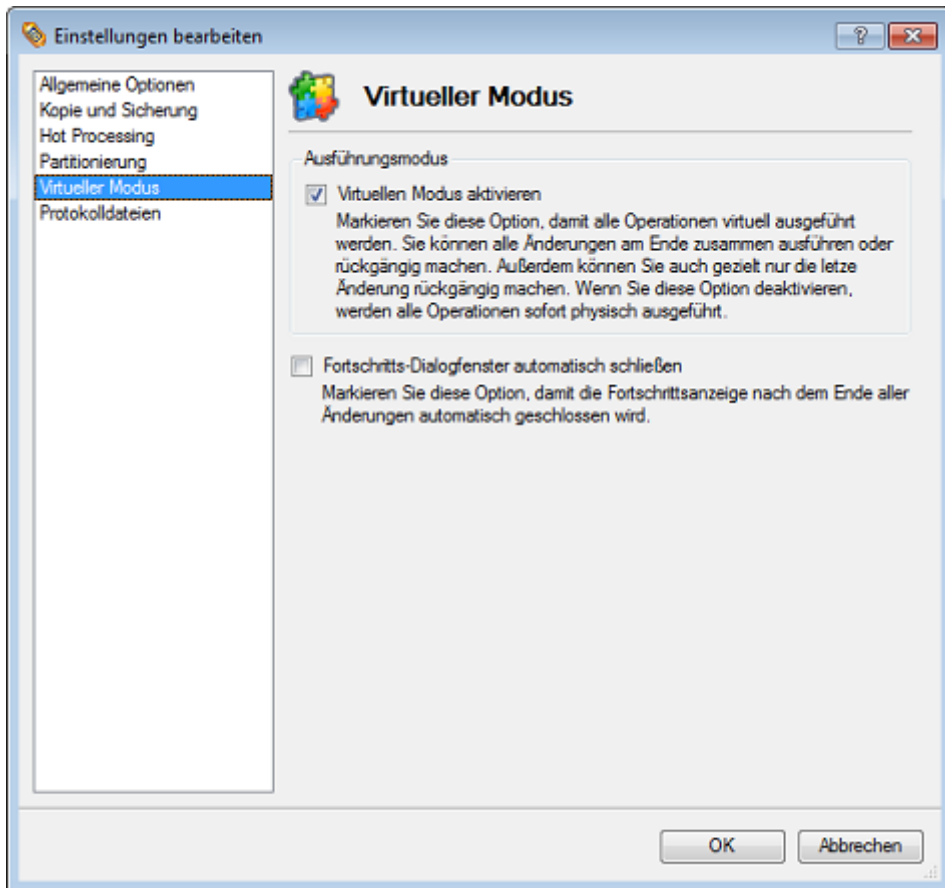 Einstellungen bearbeiten
Allgemeine Optionen
Kopie und Sicherung
Hot Processing
Partitionierung
Virtueller Modus
Protokolldateien
Virtueller Modus
Ausführungsmodus
Virtuellen Modus aktivieren
Markieren Sie diese Option, damit alle Operationen virtuell ausgeführt
werden. Sie können alle Änderungen am Ende zusammen ausführen oder
rückgängig machen. Außerdem können Sie auch gezielt nur die letze
Änderung rückgängig machen. Wenn Sie diese Option deaktivieren,
werden alle Operationen sofort physisch ausgeführt.
Fortschritts-Dialogfenster automatisch schließen
Markieren Sie diese Option, damit die Fortschrittsanzeige nach dem Ende aller
Änderungen automatisch geschlossen wird.
OK
Abbrechen